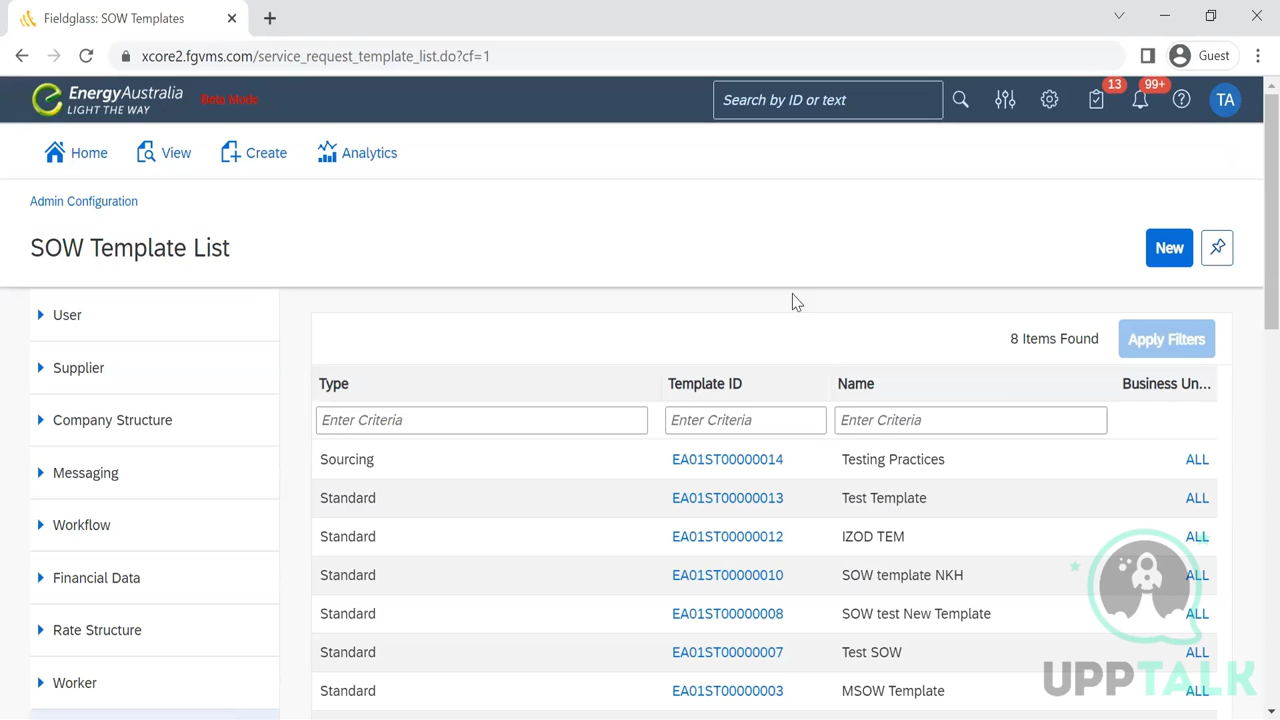 Fieldglass: SOW Templates
xcore2.fgvms.com/service_request_template_list.do?cf=1
Guest
EnergyAustralia
LIGHT THE WAY
Beta Mode
Search by ID or text
13
99+
TA
Home
View
Create
Analytics
Admin Configuration
SOW Template List
New
User
Supplier
Company Structure
Messaging
Workflow
Financial Data
Rate Structure
Worker
8 Items Found
Apply Filters
Type Template ID Name Business Un...
Enter Criteria Enter Criteria Enter Criteria
Sourcing EA01ST00000014 Testing Practices ALL
Standard EA01ST00000013 Test Template ALL
Standard EA01ST00000012 IZOD TEM ALL
Standard EA01ST00000010 SOW template NKH ALL
Standard EA01ST00000008 SOW test New Template ALL
Standard EA01ST00000007 Test SOW ALL
Standard EA01ST00000003 MSOW Template ALL
UPPTALK